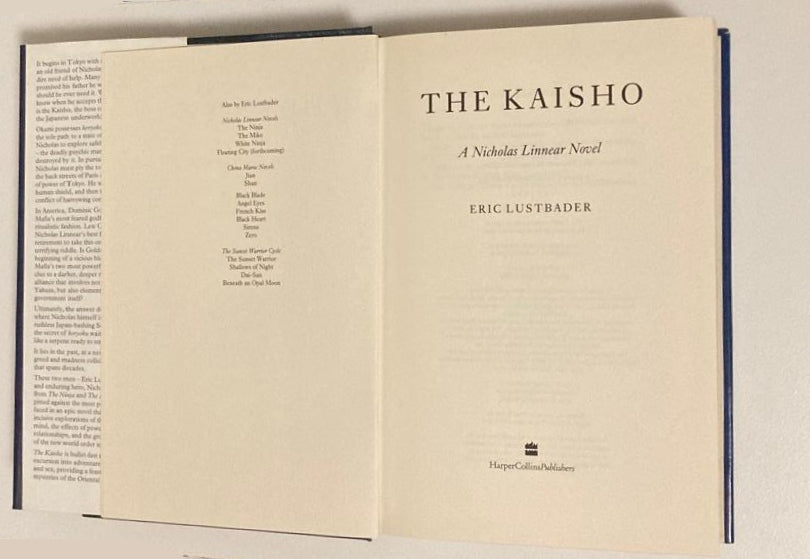 It begins in Tokyo with
an old friend of Nicholas
dire need of help. Many
promised his father he w
should he ever need it. W
know when he accepts th
is the Kaisho, the boss o
the Japanese underworld
Okami possesses koryoku
the sole path to a state o
Nicholas to explore safel
– the deadly psychic
destroyed by it. In pursu
Nicholas must ply the
the back streets of Paris
of power of Tokyo. He w
human shield, and then
conflict of harrowing con
In America, Dominic Go
Mafia's most feared godf
ritualistic fashion. Lew C
Nicholas Linnear's best f
retirement to take this on
terrifying riddle. Is Gold
beginning of a vicious bl
Mafia's two most powerf
clue to a darker, deeper
alliance that involves not
Yakuza, but also element
government itself?
Ultimately, the answer
where Nicholas himself is
ruthless Japan-bashing S
the secret of koryoku wait
like a serpent ready to
It lies in the past, at a
greed and madness collid
that spans decades.
These two men – Eric Lu
and enduring hero, Nich
from The Ninja and The
pitted against the most p
faced in an epic novel tha
incisive explorations of th
mind, the effects of powe
relationships, and the
of the new world order
The Kaisho is bullet-fast
excursion into adventure
and sex, providing a feast
mysteries of the Oriental
Also by Eric Lustbader
Nicholas Linnear Novels
The Ninja
The Miko
White Ninja
Floating City (forthcoming)
China Maroc Novels
Jian
Shan
Black Blade
Angel Eyes
French Kiss
Black Heart
Sirens
Zero
The Sunset Warrior Cycle
The Sunset Warrior
Shallows of Night
Dai-San
Beneath an Opal Moon
THE KAISHO
A Nicholas Linnear Novel
ERIC LUSTBADER
HarperCollinsPublishers